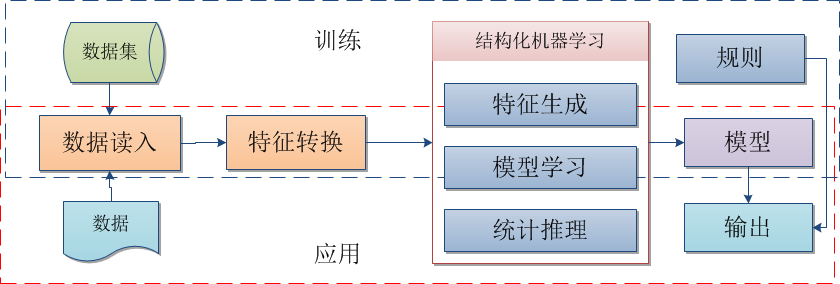 训练
数据集
结构化机器学习
规则
特征生成
数据读入
特征转换
模型
模型学习
数据
统计推理
输出
应用